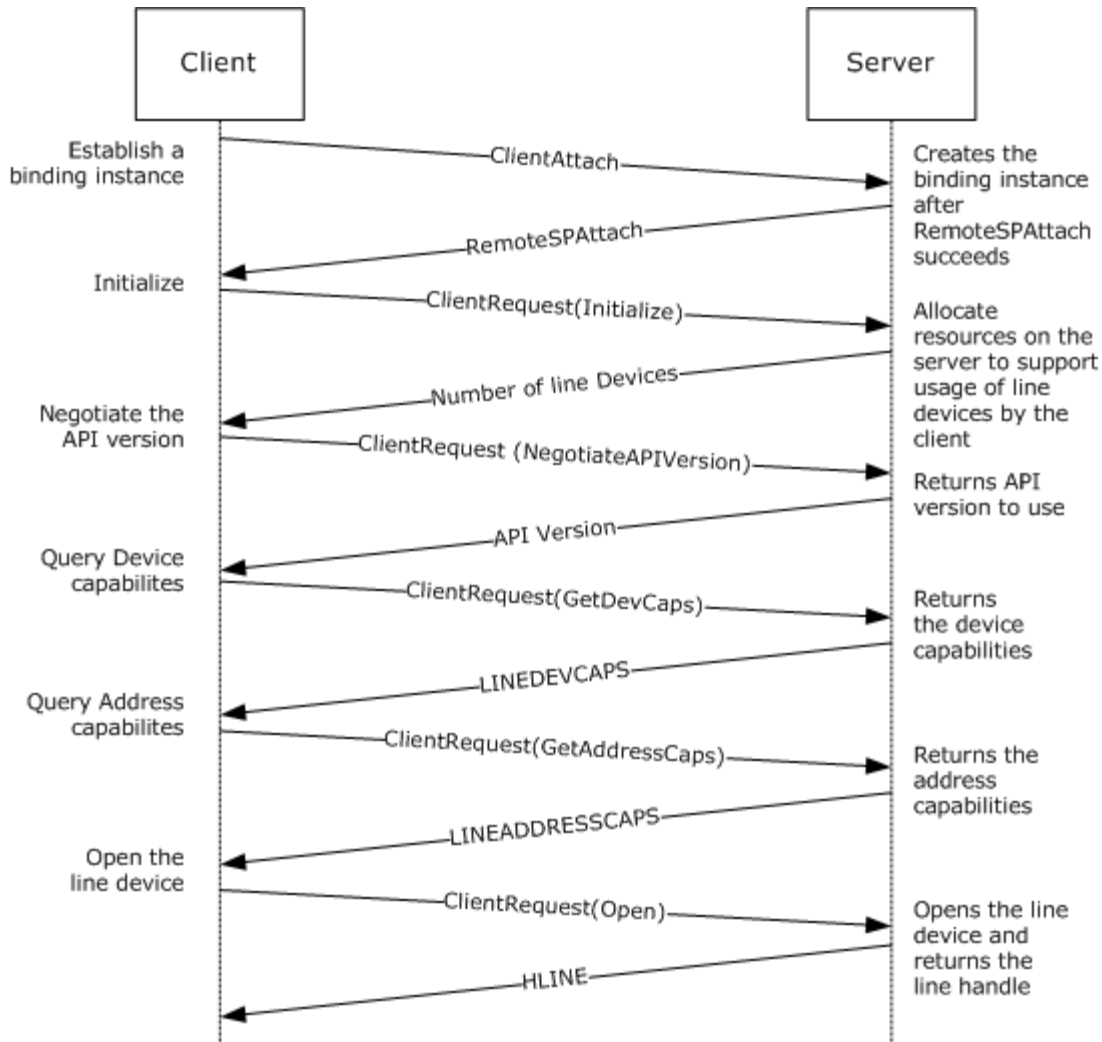 Client
Server
Establish a
binding instance
ClientAttach
Creates the
binding instance
after
RemoteSPAttach
succeeds
RemoteSPAttach
Initialize
ClientRequest(Initialize)
Allocate
resources on the
server to support
usage of line
devices by the
client
Number of line Devices
Negotiate the
API version
ClientRequest (NegotiateAPIVersion)
Returns API
version to use
API Version
Query Device
capabilites
ClientRequest(GetDevCaps)
Returns
the device
capabilities
LINEDEVCAPS
Query Address
capabilites
ClientRequest(GetAddressCaps)
Returns the
address
capabilities
LINEADDRESSCAPS
Open the
line device
ClientRequest(Open)
Opens the line
device and
returns the
line handle
HLINE